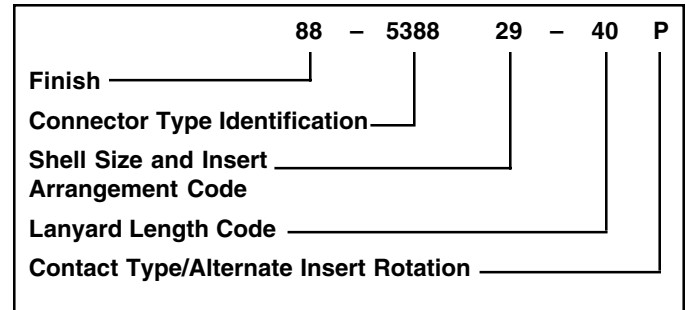 88 – 5388 29 – 40 P
Finish
Connector Type Identification
Shell Size and Insert
Arrangement Code
Lanyard Length Code
Contact Type/Alternate Insert Rotation